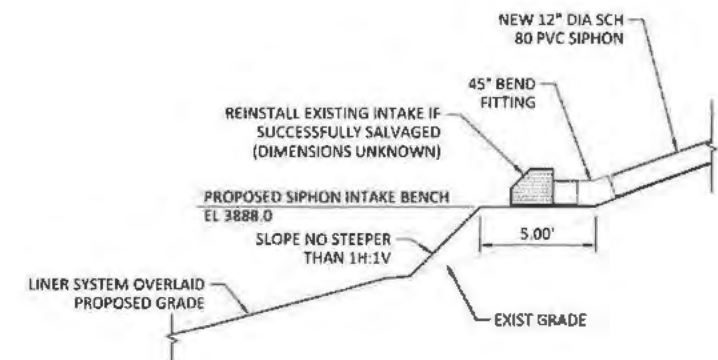 NEW 12" DIA SCH
80 PVC SIPHON
45° BEND
FITTING
REINSTALL EXISTING INTAKE IF
SUCCESSFULLY SALVAGED
(DIMENSIONS UNKNOWN)
PROPOSED SIPHON INTAKE BENCH
EL 3888.0
5.00'
SLOPE NO STEEPER
THAN 1H:1V
LINER SYSTEM OVERLAID
PROPOSED GRADE
EXIST GRADE